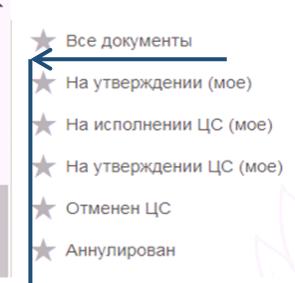 Все документы
На утверждении (мое)
На исполнении ЦС (мое)
На утверждении ЦС (мое)
Отменен ЦС
Аннулирован